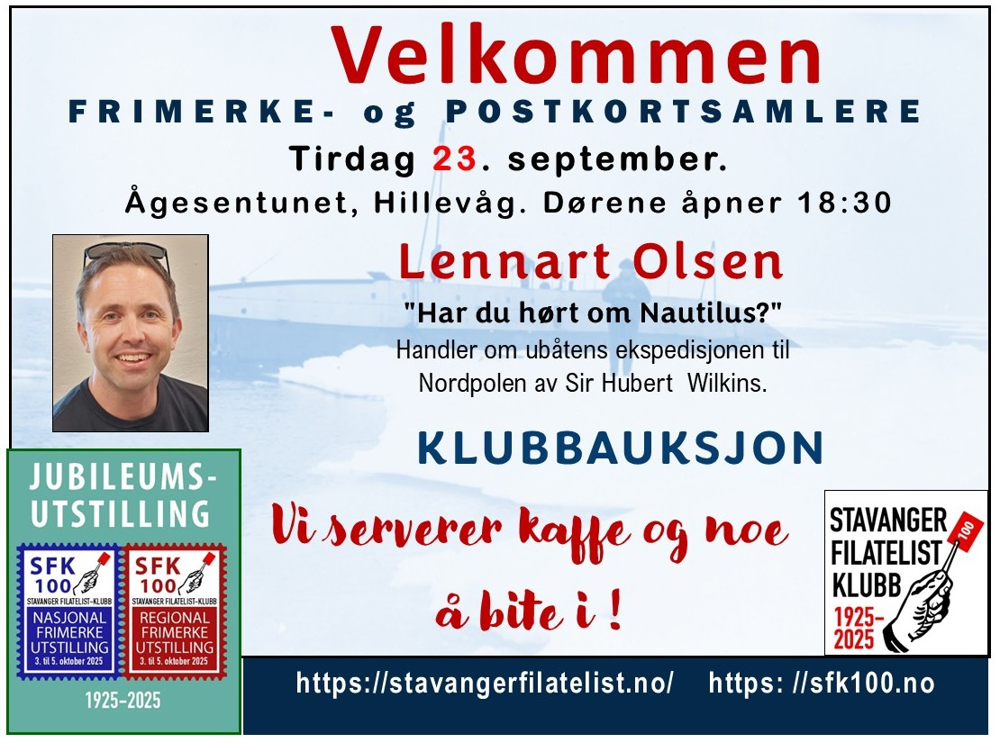 Velkommen
FRIMERKE- og POSTKORTSAMLERE
Tirdag 23. september.
Ågesentunet, Hillevåg. Dørene åpner 18:30
Lennart Olsen
"Har du hørt om Nautilus?"
Handler om ubåtens ekspedisjonen til
Nordpolen av Sir Hubert Wilkins.
KLUBBAUKSJON
Vi serverer kaffe og noe
å bite i !
JUBILEUMS-
UTSTILLING
SFK
100
STAVANGER FILATELIST-KLUBB
NASJONAL
FRIMERKE
UTSTILLING
3. til 5. oktober 2025
SFK
100
STAVANGER FILATELIST-KLUBB
REGIONAL
FRIMERKE
UTSTILLING
3. til 5. oktober 2025
1925–2025
STAVANGER
FILATELIST
KLUBB
1925–
2025
100
https://stavangerfilatelist.no/ https: //sfk100.no